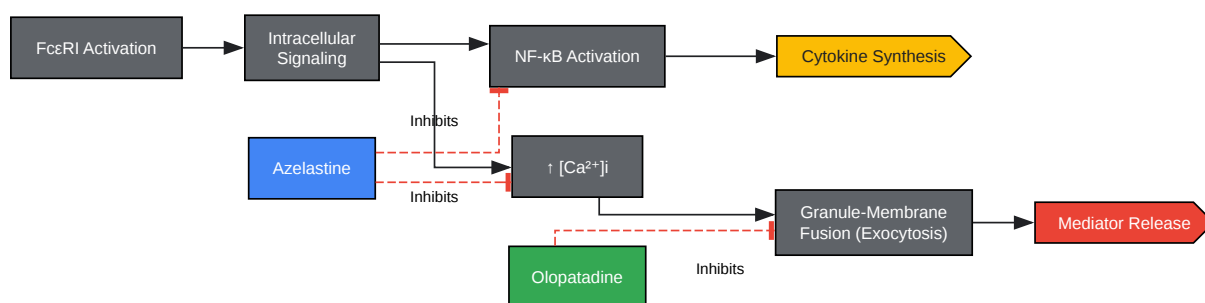 FcεRI Activation
Intracellular
Signaling
NF-κB Activation
Cytokine Synthesis
Inhibits
Azelastine
↑ [Ca²⁺]i
Inhibits
Granule-Membrane
Fusion (Exocytosis)
Mediator Release
Olopatadine
Inhibits